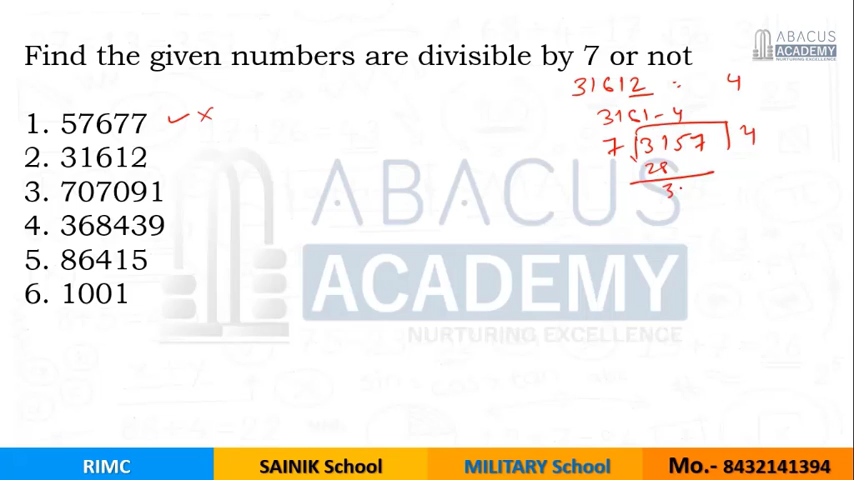 ABACUS
ACADEMY
NURTURING EXCELLENCE
Find the given numbers are divisible by 7 or not
31612 : 4
1. 57677 ✓ ×
3161-4
7 3157 4
28
3
2. 31612
3. 707091
4. 368439
5. 86415
6. 1001
ABACUS
ACADEMY
NURTURING EXCELLENCE
RIMC
SAINIK School
MILITARY School
Mo.- 8432141394